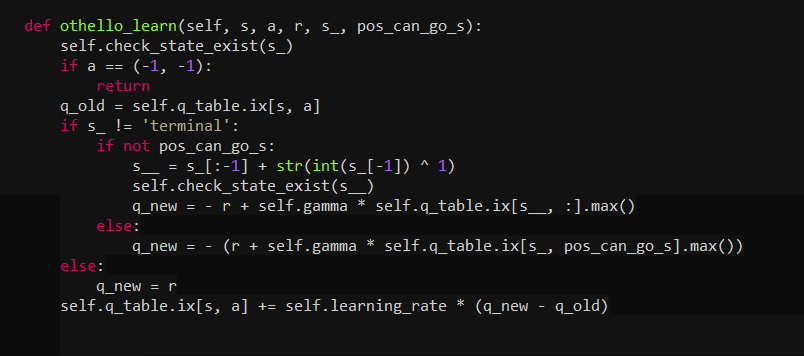 def othello_learn(self, s, a, r, s_, pos_can_go_s):
    self.check_state_exist(s_)
    if a == (-1, -1):
        return
    q_old = self.q_table.ix[s, a]
    if s_ != 'terminal':
        if not pos_can_go_s:
            s__ = s_[:-1] + str(int(s_[-1]) ^ 1)
            self.check_state_exist(s__)
            q_new = - r + self.gamma * self.q_table.ix[s__, :].max()
        else:
            q_new = - (r + self.gamma * self.q_table.ix[s_, pos_can_go_s].max())
    else:
        q_new = r
    self.q_table.ix[s, a] += self.learning_rate * (q_new - q_old)